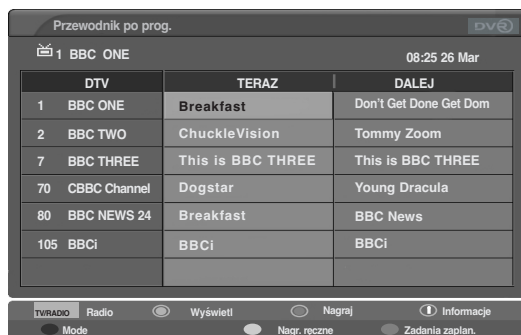 Przewodnik po prog.
DVR
1 BBC ONE
08:25 26 Mar
DTV TERAZ DALEJ
1 BBC ONE Breakfast Don't Get Done Get Dom
2 BBC TWO ChuckleVision Tommy Zoom
7 BBC THREE This is BBC THREE This is BBC THREE
70 CBBC Channel Dogstar Young Dracula
80 BBC NEWS 24 Breakfast BBC News
105 BBCi BBCi BBCi
TV/RADIO Radio Wyświetl Nagraj Informacje
Mode Nagr. ręczne Zadania zaplan.